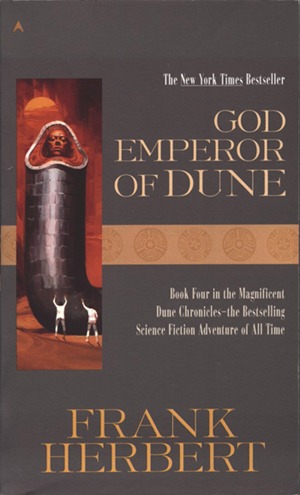 The New York Times Bestseller
GOD
EMPEROR
OF DUNE
Book Four in the Magnificent
Dune Chronicles–the Bestselling
Science Fiction Adventure of All Time
FRANK
HERBERT